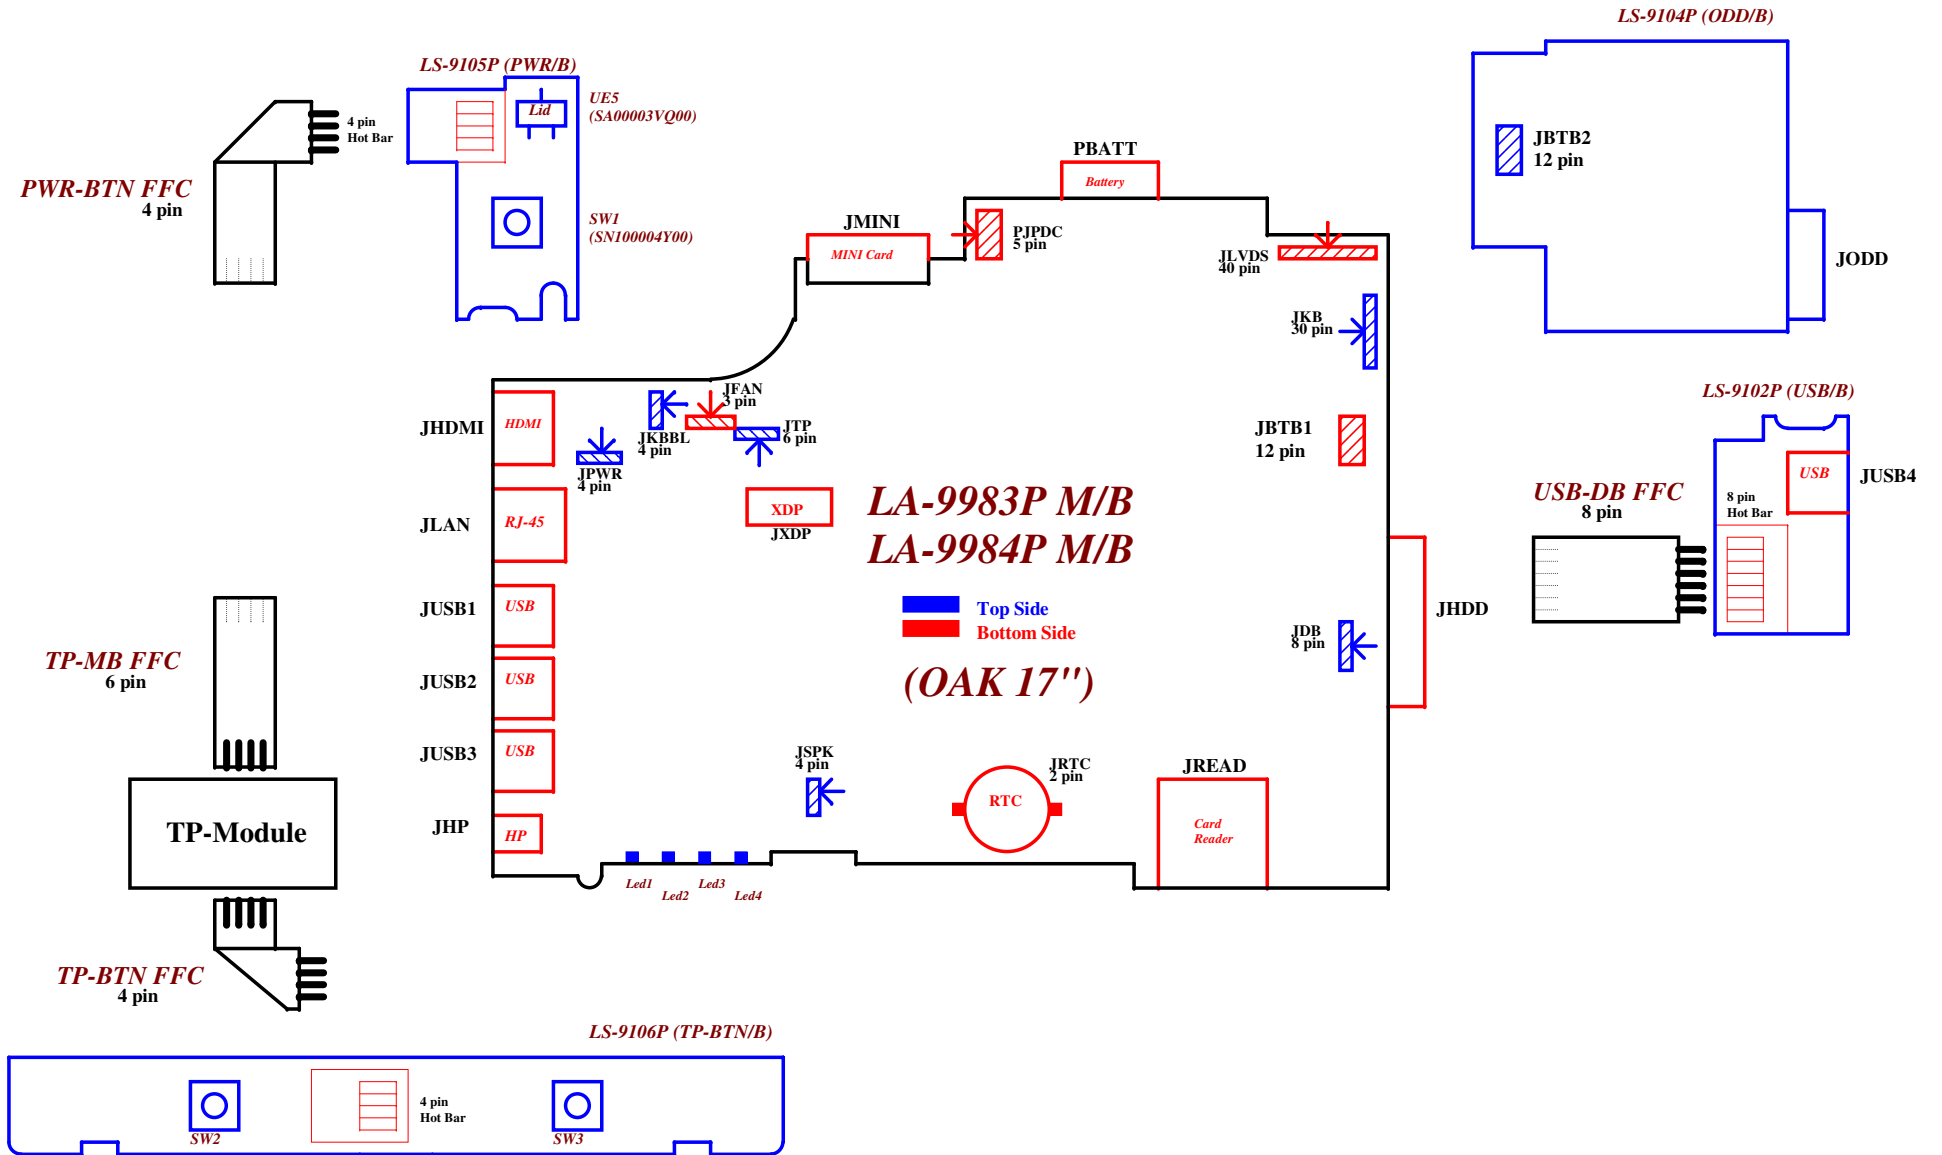 LS-9104P (ODD/B)
LS-9105P (PWR/B)
UE5
(SA00003VQ00)
Lid
4 pin
Hot Bar
PWR-BTN FFC
4 pin
SW1
(SN100004Y00)
JBTB2
12 pin
JODD
PBATT
Battery
JMINI
MINI Card
PJPDC
5 pin
JLVDS
40 pin
JKB
30 pin
JFAN
3 pin
JTP
6 pin
JKBBL
4 pin
JPWR
4 pin
JHDMI
HDMI
JBTB1
12 pin
LS-9102P (USB/B)
USB
JUSB4
8 pin
Hot Bar
USB-DB FFC
8 pin
JLAN
RJ-45
XDP
JXDP
LA-9983P M/B
LA-9984P M/B
Top Side
Bottom Side
(OAK 17")
JUSB1
USB
JHDD
JDB
8 pin
TP-MB FFC
6 pin
JUSB2
USB
JUSB3
USB
JSPK
4 pin
JRTC
2 pin
RTC
JREAD
Card
Reader
TP-Module
JHP
HP
Led1
Led2
Led3
Led4
TP-BTN FFC
4 pin
LS-9106P (TP-BTN/B)
SW2
4 pin
Hot Bar
SW3